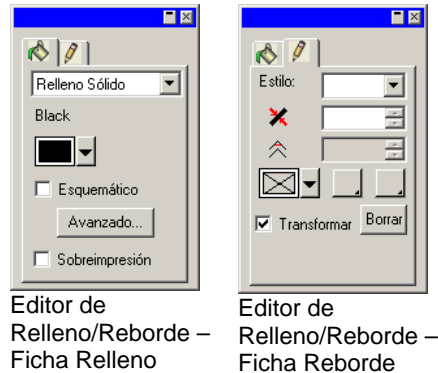 Relleno Sólido
Black
Esquemático
Avanzado...
Sobreimpresión
Editor de
Relleno/Reborde –
Ficha Relleno
Estilo:
Transformar
Borrar
Editor de
Relleno/Reborde –
Ficha Reborde